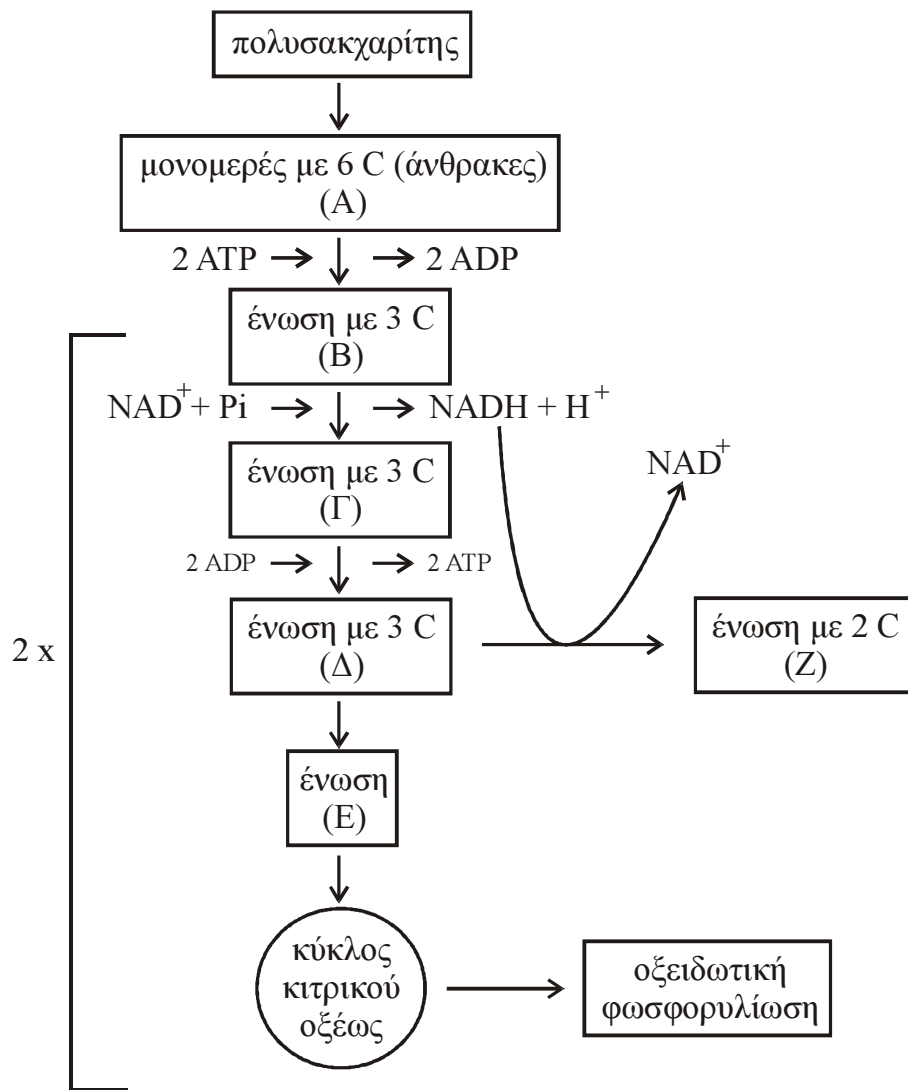 πολυσακχαρίτης
μονομερές με 6 C (άνθρακες)
(Α)
2 ATP → → 2 ADP
ένωση με 3 C
(Β)
NAD⁺ + Pi → → NADH + H⁺
NAD⁺
ένωση με 3 C
(Γ)
2 ADP → → 2 ATP
ένωση με 3 C
(Δ)
ένωση με 2 C
(Ζ)
2 x
ένωση
(Ε)
κύκλος
κιτρικού
οξέως
οξειδωτική
φωσφορυλίωση